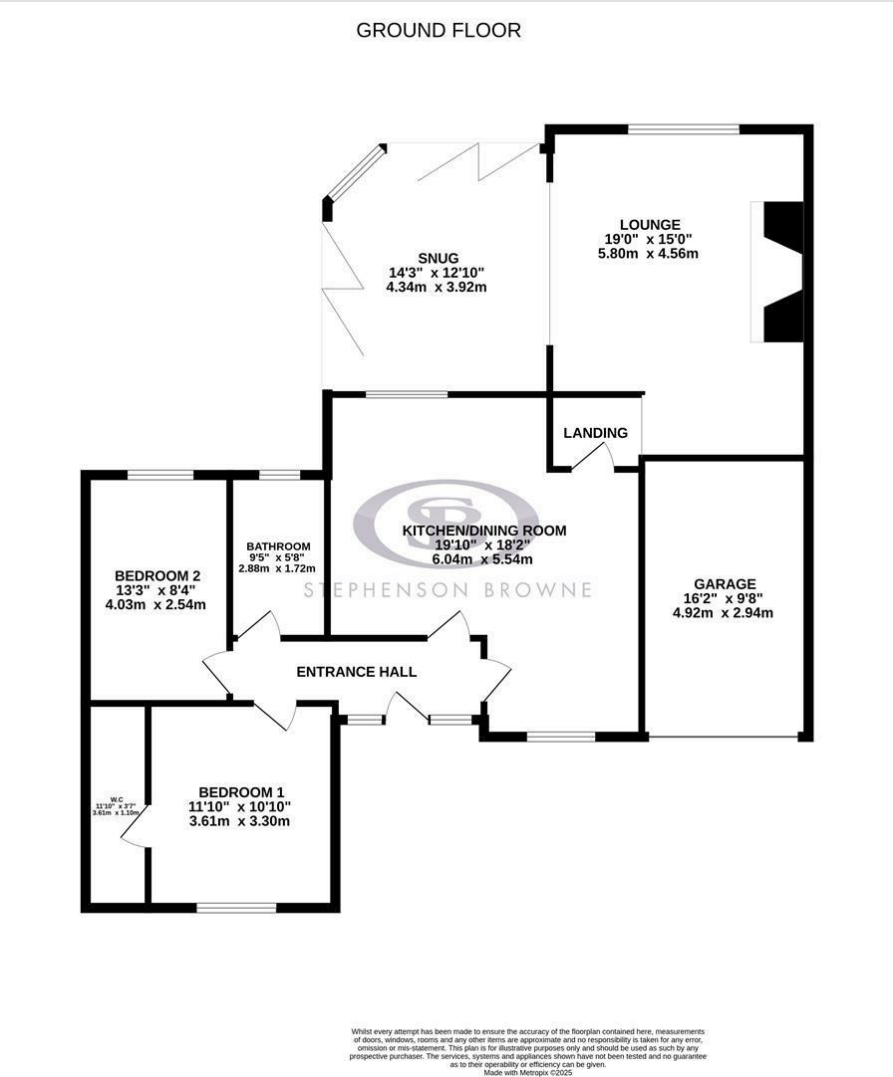 GROUND FLOOR
LOUNGE
19'0" x 15'0"
5.80m x 4.56m
SNUG
14'3" x 12'10"
4.34m x 3.92m
LANDING
KITCHEN/DINING ROOM
19'10" x 18'2"
6.04m x 5.54m
SB
STEPHENSON BROWNE
BATHROOM
9'5" x 5'8"
2.88m x 1.72m
BEDROOM 2
13'3" x 8'4"
4.03m x 2.54m
GARAGE
16'2" x 9'8"
4.92m x 2.94m
ENTRANCE HALL
W.C
11'10" x 3'7"
3.61m x 1.10m
BEDROOM 1
11'10" x 10'10"
3.61m x 3.30m
Whilst every attempt has been made to ensure the accuracy of the floorplan contained here, measurements
of doors, windows, rooms and any other items are approximate and no responsibility is taken for any error,
omission or mis-statement. This plan is for illustrative purposes only and should be used as such by any
prospective purchaser. The services, systems and appliances shown have not been tested and no guarantee
as to their operability or efficiency can be given.
Made with Metropix ©2025